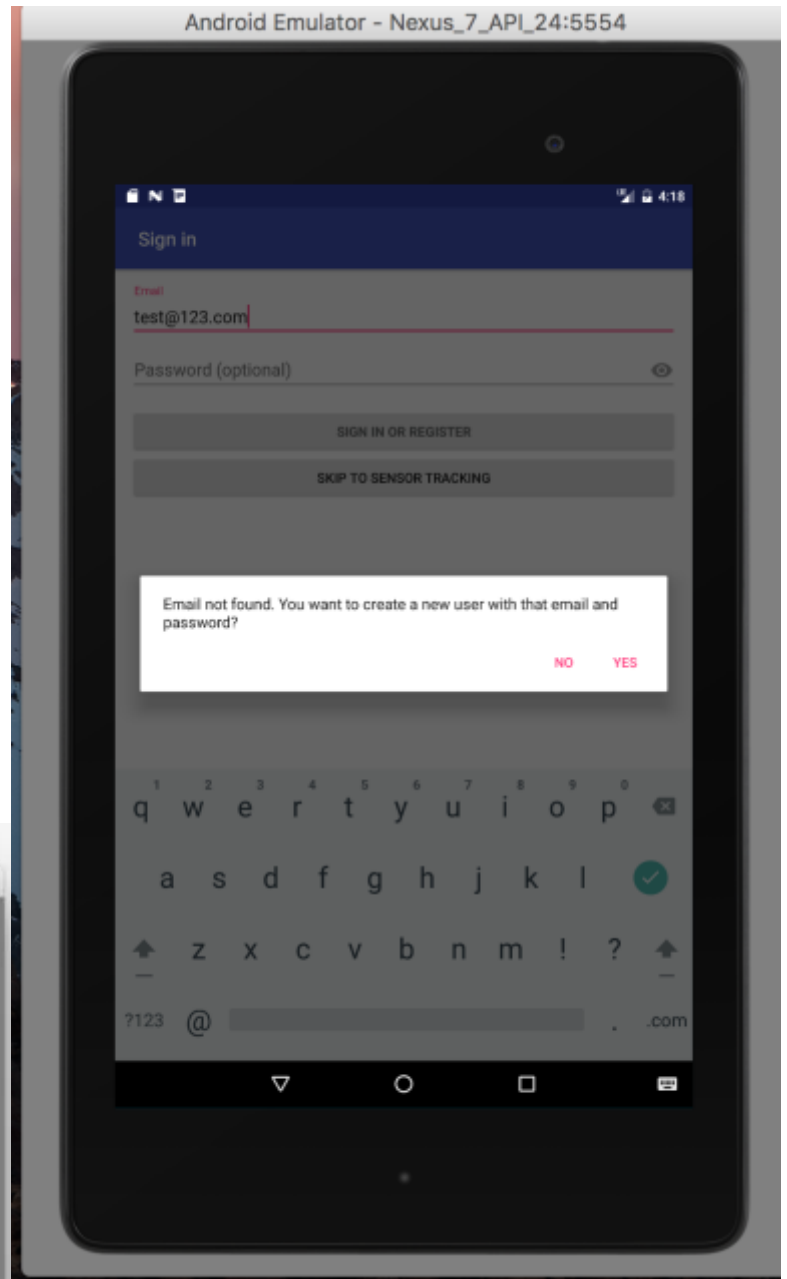 Android Emulator - Nexus_7_API_24:5554
4:18
Sign in
Email
test@123.com
Password (optional)
SIGN IN OR REGISTER
SKIP TO SENSOR TRACKING
Email not found. You want to create a new user with that email and
password?
NO YES
1 2 3 4 5 6 7 8 9 0
q w e r t y u i o p
a s d f g h j k l
z x c v b n m ! ?
?123 @ . .com